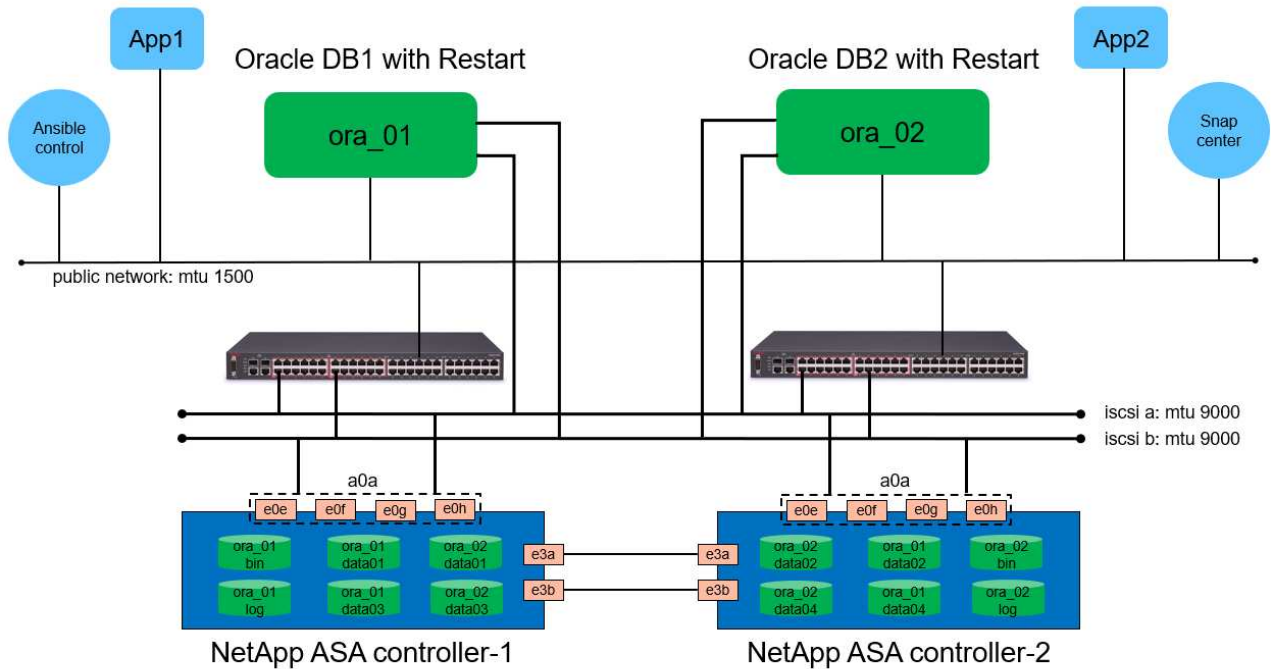 App1
App2
Oracle DB1 with Restart
Oracle DB2 with Restart
Ansible
control
ora_01
ora_02
Snap
center
public network: mtu 1500
iscsi a: mtu 9000
iscsi b: mtu 9000
a0a
a0a
e0e
e0f
e0g
e0h
e0e
e0f
e0g
e0h
ora_01
bin
ora_01
data01
ora_02
data01
e3a
e3a
ora_02
data02
ora_01
data02
ora_02
bin
ora_01
log
ora_01
data03
ora_02
data03
e3b
e3b
ora_02
data04
ora_01
data04
ora_02
log
NetApp ASA controller-1
NetApp ASA controller-2